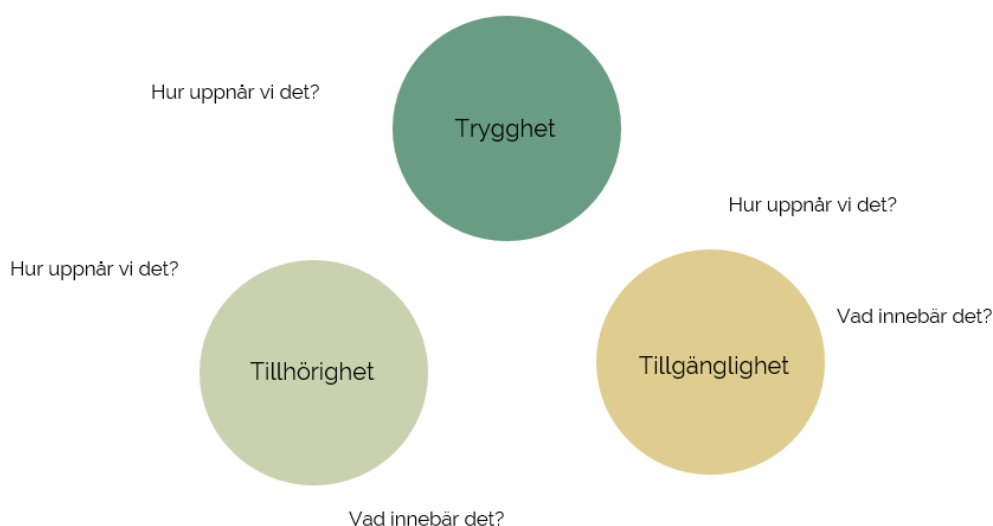 Hur uppnår vi det?
Trygghet
Hur uppnår vi det?
Hur uppnår vi det?
Vad innebär det?
Tillhörighet
Tillgänglighet
Vad innebär det?